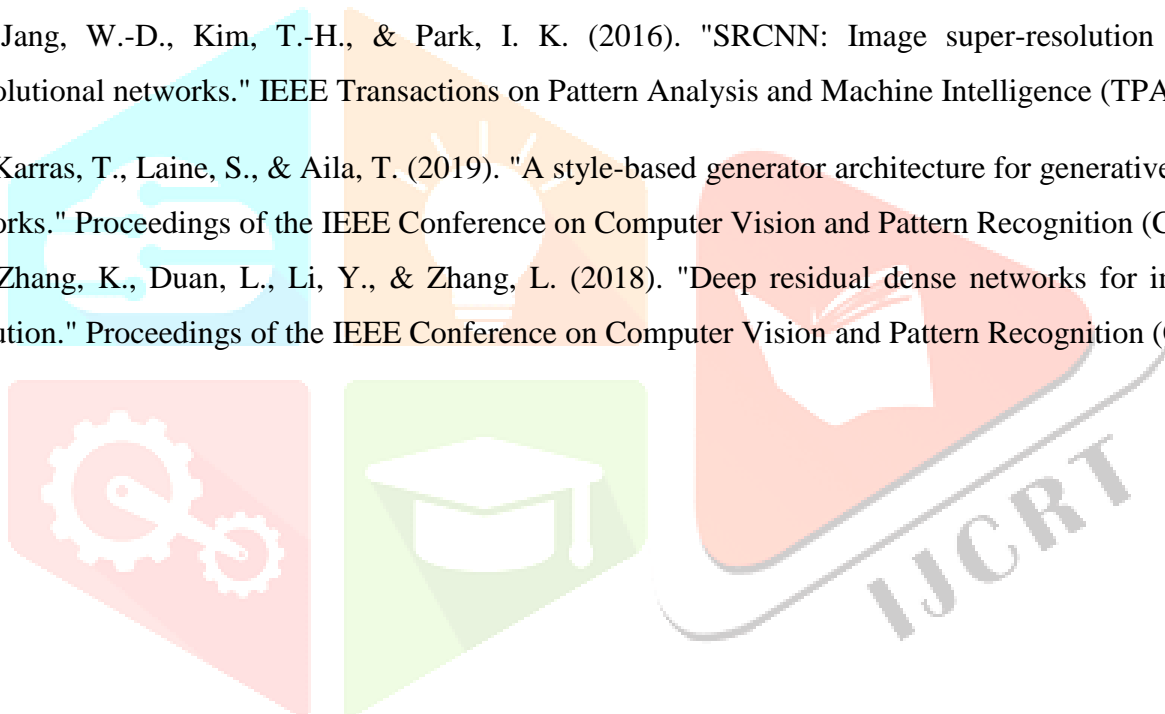 Jang, W.-D., Kim, T.-H., & Park, I. K. (2016). "SRCNN: Image super-resolution
olutional networks." IEEE Transactions on Pattern Analysis and Machine Intelligence (TPA
Karras, T., Laine, S., & Aila, T. (2019). "A style-based generator architecture for generative
orks." Proceedings of the IEEE Conference on Computer Vision and Pattern Recognition (C
Zhang, K., Duan, L., Li, Y., & Zhang, L. (2018). "Deep residual dense networks for i
ution." Proceedings of the IEEE Conference on Computer Vision and Pattern Recognition (
IJCRT